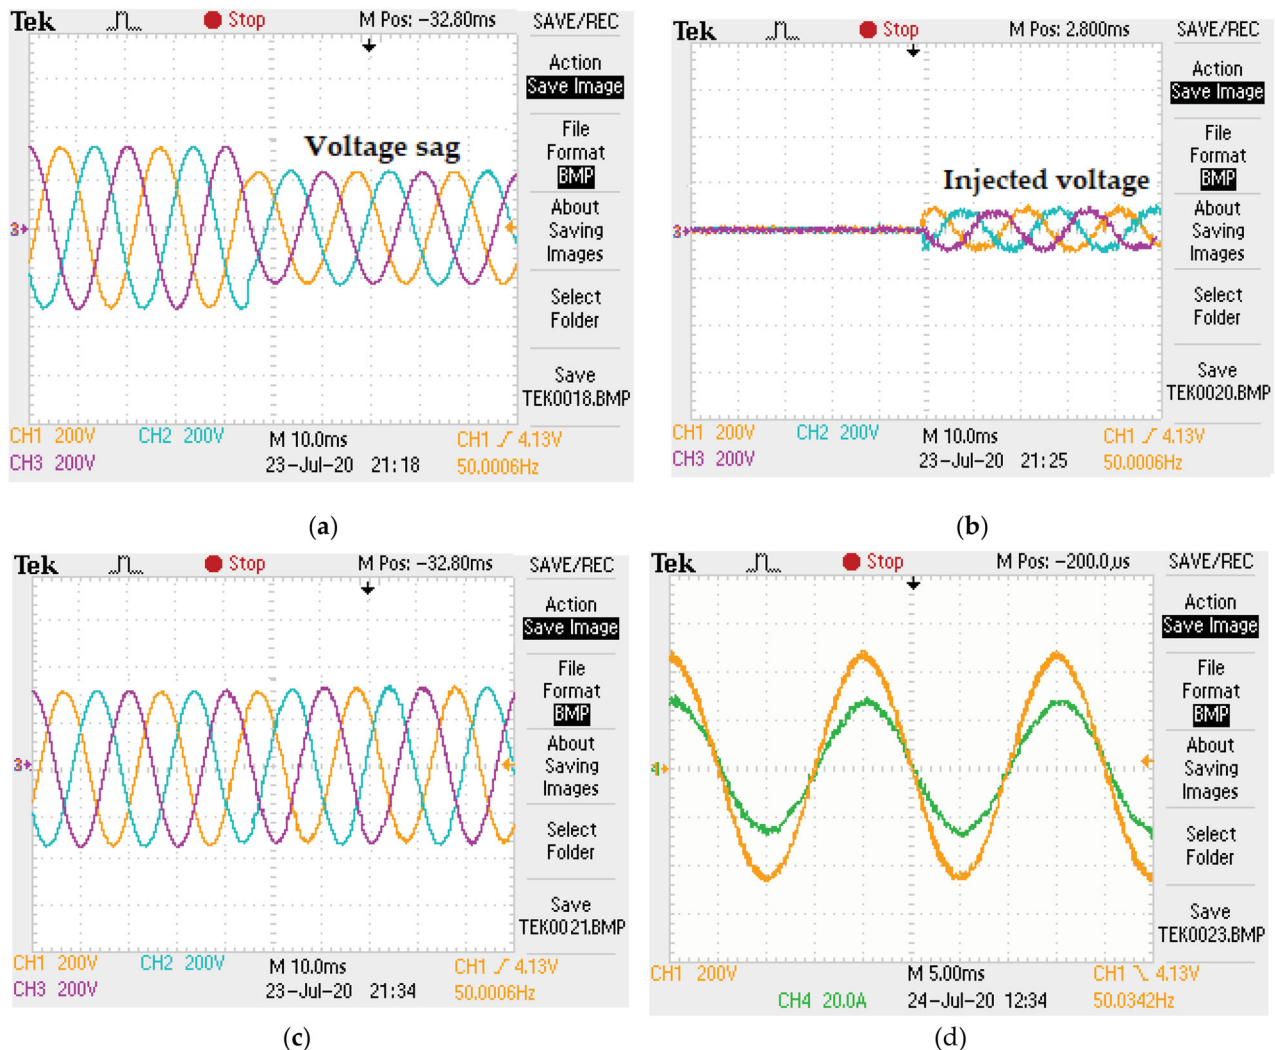 Tek Stop M Pos: -32.80ms SAVE/REC
Action
Save Image
File
Format
BMP
About
Saving
Images
Select
Folder
Save
TEK0018.BMP
Voltage sag
3
CH1 200V CH2 200V M 10.0ms CH1 4.13V
CH3 200V 23-Jul-20 21:18 50.0006Hz
(a)
Tek Stop M Pos: 2.800ms SAVE/REC
Action
Save Image
File
Format
BMP
About
Saving
Images
Select
Folder
Save
TEK0020.BMP
Injected voltage
3
CH1 200V CH2 200V M 10.0ms CH1 4.13V
CH3 200V 23-Jul-20 21:25 50.0006Hz
(b)
Tek Stop M Pos: -32.80ms SAVE/REC
Action
Save Image
File
Format
BMP
About
Saving
Images
Select
Folder
Save
TEK0021.BMP
3
CH1 200V CH2 200V M 10.0ms CH1 4.13V
CH3 200V 23-Jul-20 21:34 50.0006Hz
(c)
Tek Stop M Pos: -200.0us SAVE/REC
Action
Save Image
File
Format
BMP
About
Saving
Images
Select
Folder
Save
TEK0023.BMP
CH1 200V M 5.00ms CH1 4.13V
CH4 20.0A 24-Jul-20 12:34 50.0342Hz
(d)